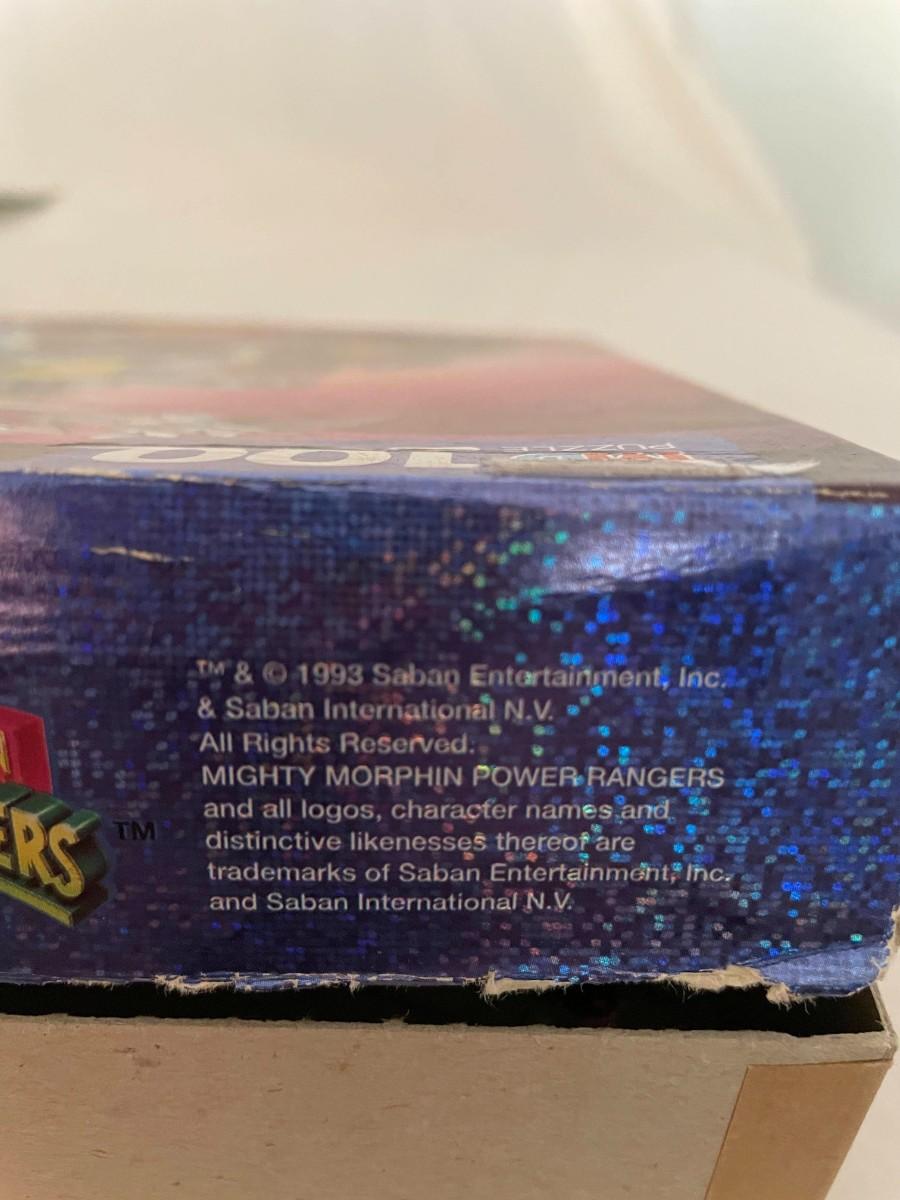 100
PUZZLE
ERS
TM
TM & © 1993 Saban Entertainment, Inc.
& Saban International N.V.
All Rights Reserved.
MIGHTY MORPHIN POWER RANGERS
and all logos, character names and
distinctive likenesses thereof are
trademarks of Saban Entertainment, Inc.
and Saban International N.V.